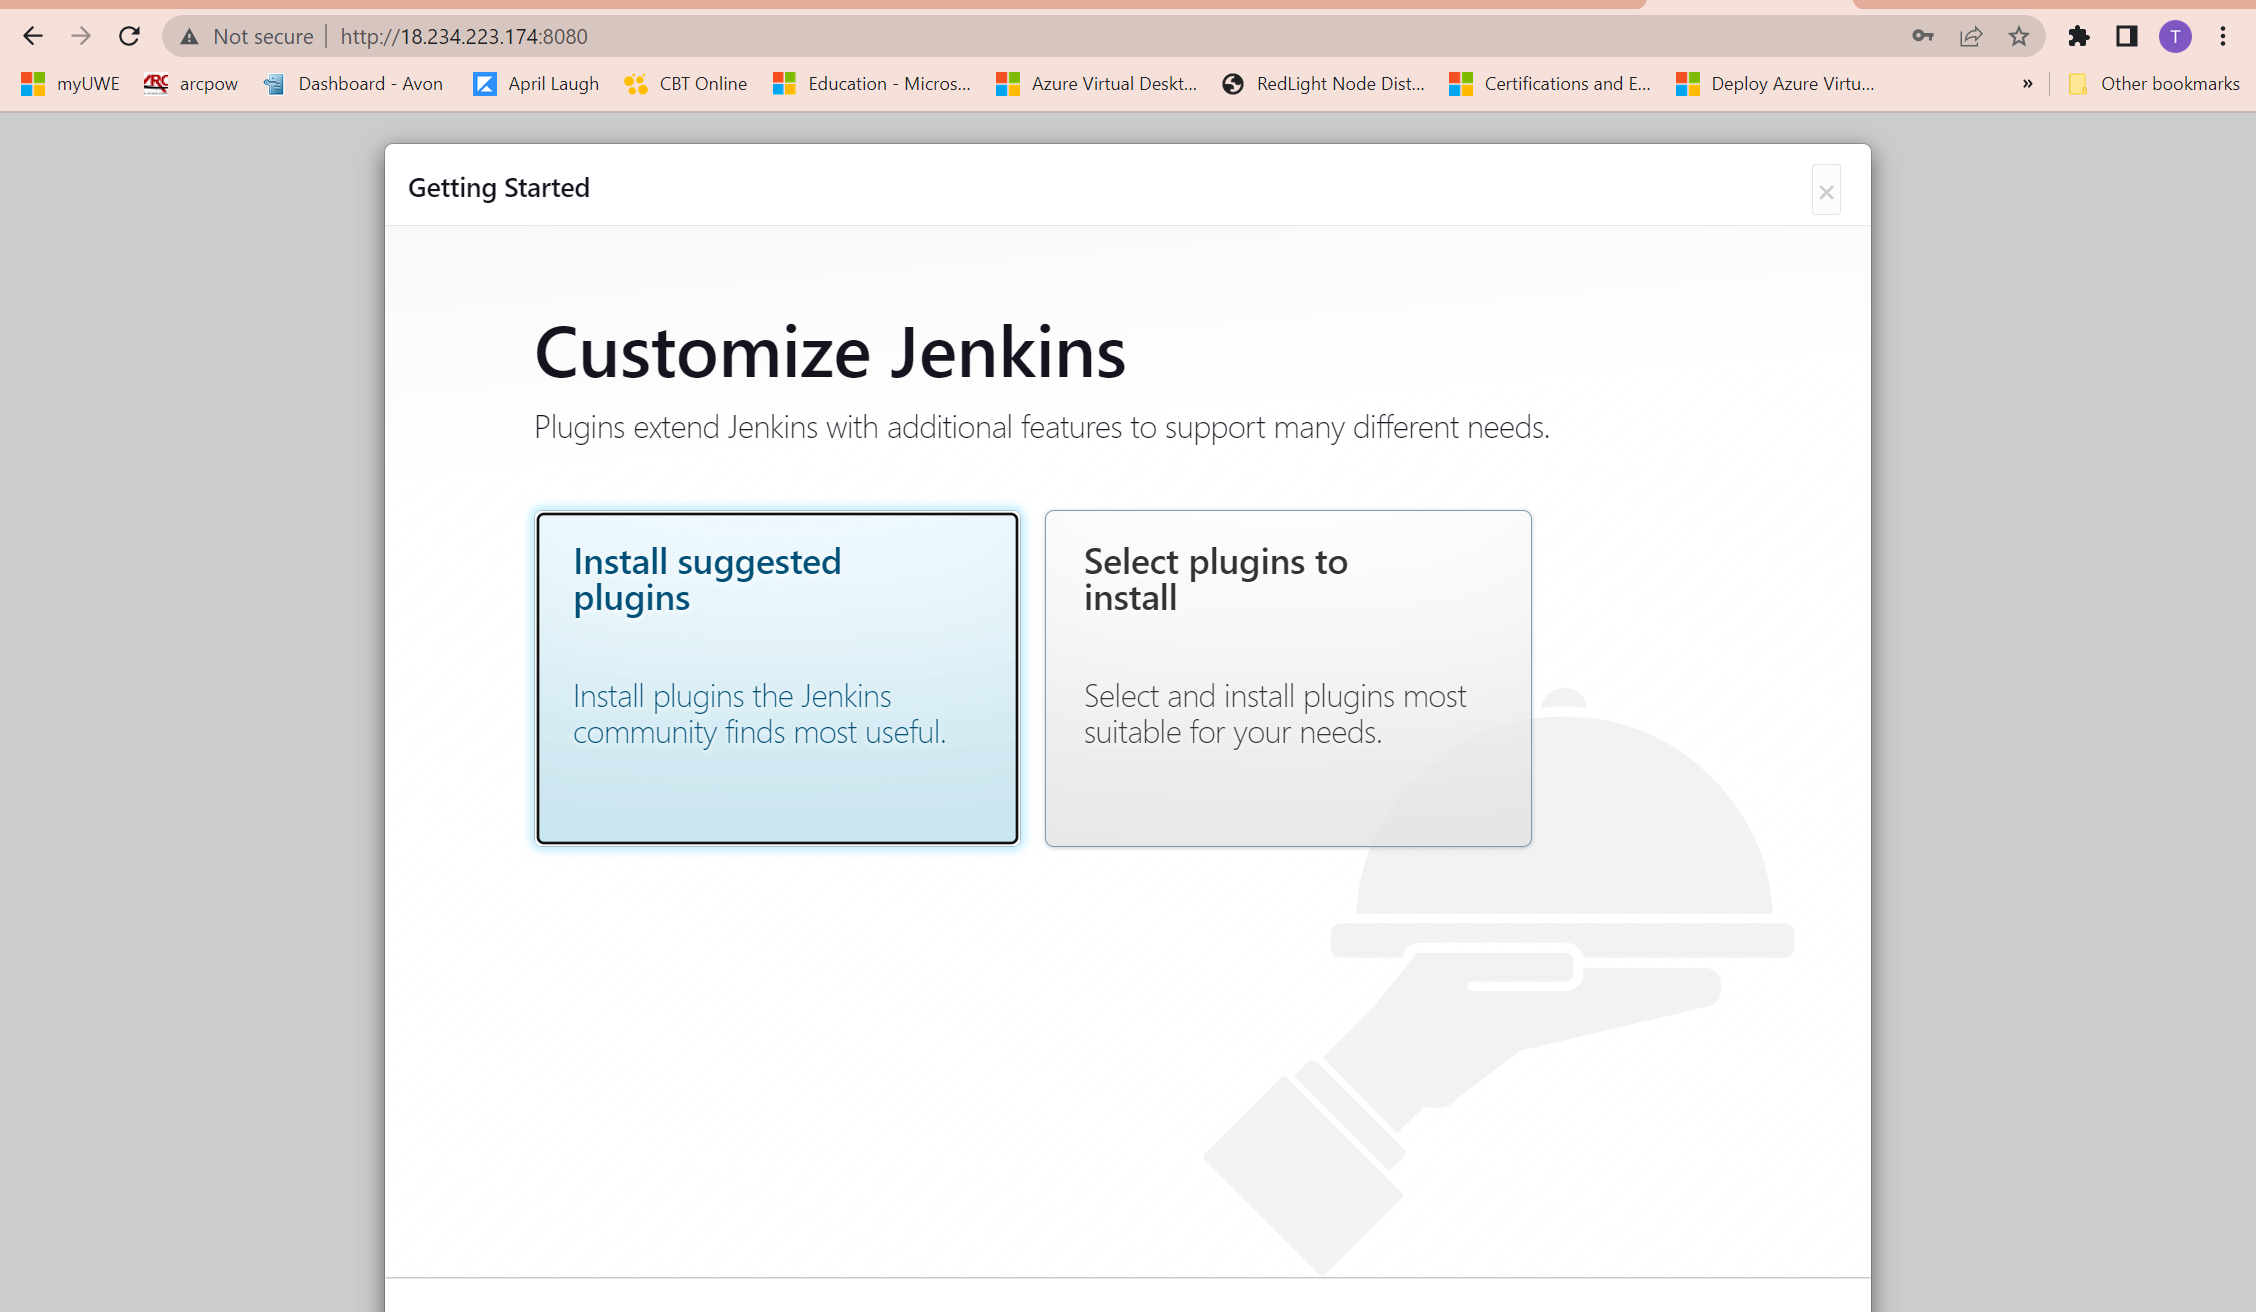 Not secure | http://18.234.223.174:8080
T
myUWE ARC arcpow Dashboard - Avon April Laugh CBT Online Education - Micros... Azure Virtual Deskt... RedLight Node Dist... Certifications and E... Deploy Azure Virtu... » Other bookmarks
Getting Started
×
Customize Jenkins
Plugins extend Jenkins with additional features to support many different needs.
Install suggested
plugins
Install plugins the Jenkins
community finds most useful.
Select plugins to
install
Select and install plugins most
suitable for your needs.